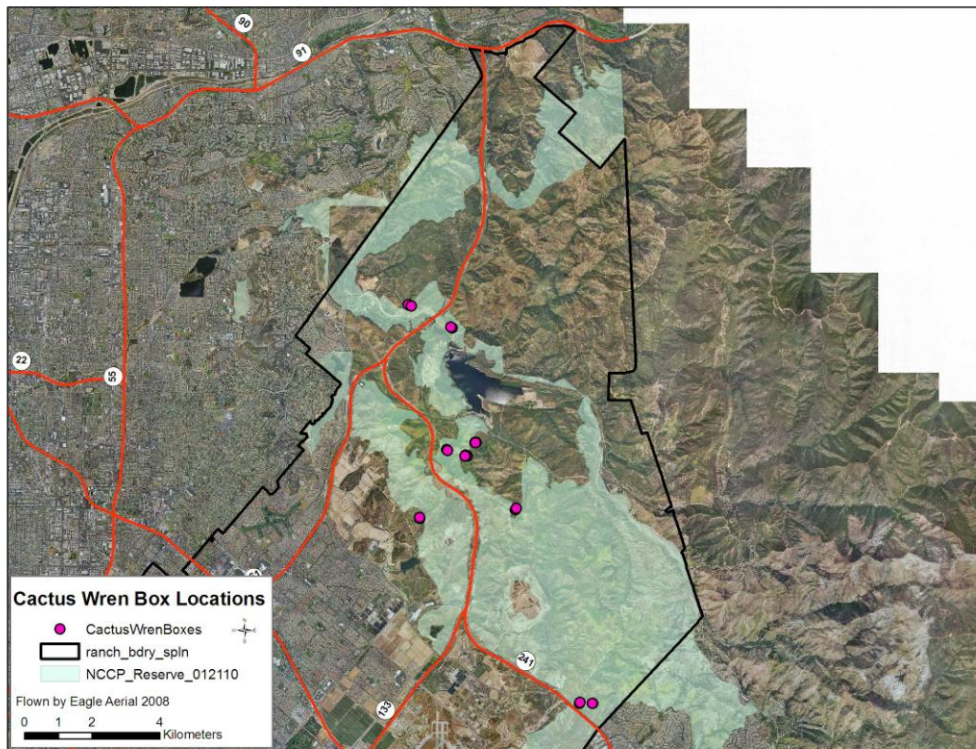 90
91
22
55
241
133
Cactus Wren Box Locations
CactusWrenBoxes
ranch_bdry_spln
NCCP_Reserve_012110
Flown by Eagle Aerial 2008
0 1 2 4
Kilometers